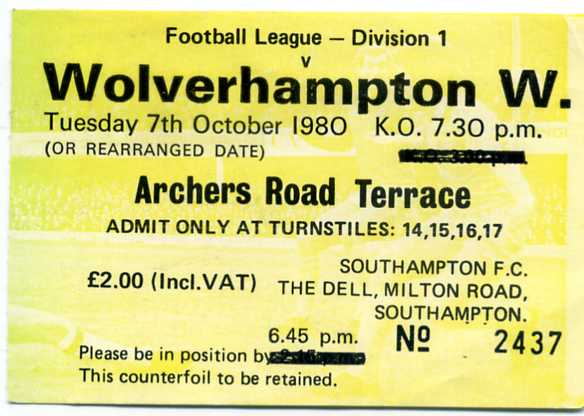 Football League – Division 1
v
Wolverhampton W.
Tuesday 7th October 1980 K.O. 7.30 p.m.
(OR REARRANGED DATE)
Archers Road Terrace
ADMIT ONLY AT TURNSTILES: 14,15,16,17
£2.00 (Incl.VAT)
SOUTHAMPTON F.C.
THE DELL, MILTON ROAD,
SOUTHAMPTON.
6.45 p.m.
Please be in position by
Nº 2437
This counterfoil to be retained.